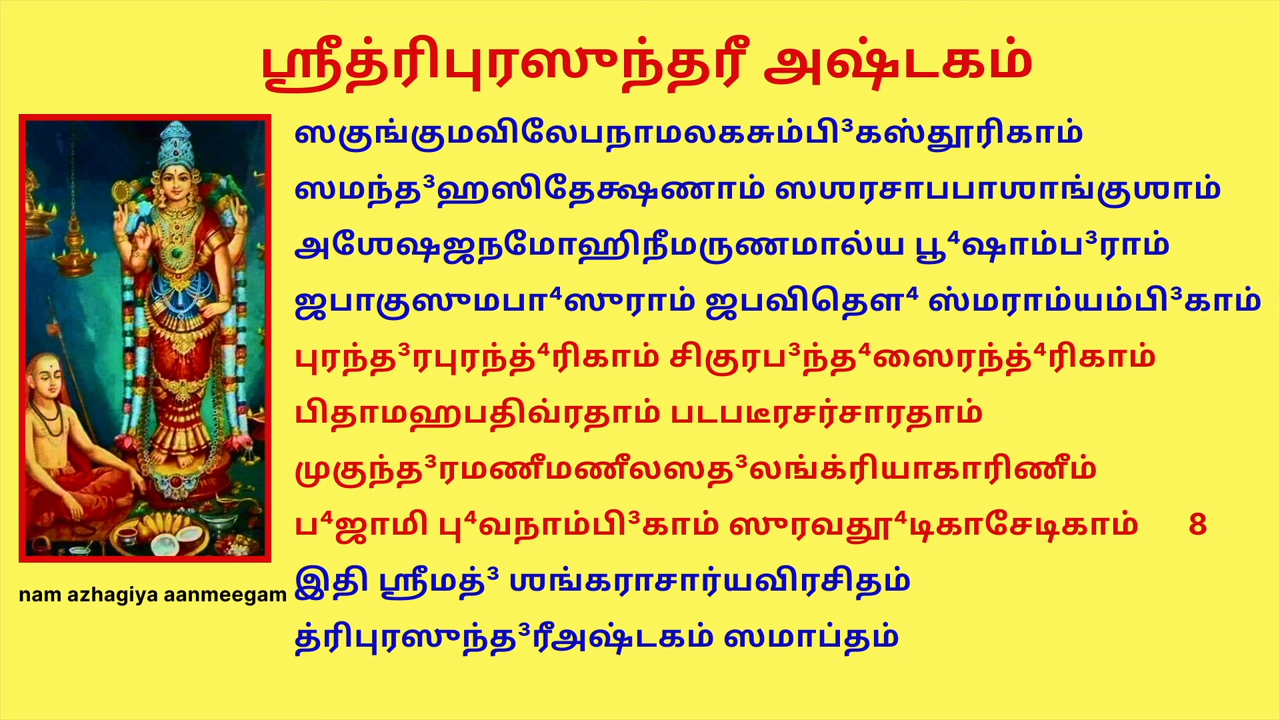 ஸ்ரீத்ரிபுரஸுந்தரீ அஷ்டகம்
ஸகுங்குமவிலேபநாமலகசும்பி³கஸ்தூரிகாம்
ஸமந்த³ஹஸிதேக்ஷணாம் ஸஶரசாபபாஶாங்குஶாம்
அஶேஷஜநமோஹிநீமருணமால்ய பூ⁴ஷாம்ப³ராம்
ஜபாகுஸுமபா⁴ஸுராம் ஜபவிதௌ⁴ ஸ்மராம்யம்பி³காம்
புரந்த³ரபுரந்த்⁴ரிகாம் சிகுரப³ந்த⁴ஸைரந்த்⁴ரிகாம்
பிதாமஹபதிவ்ரதாம் படபடீரசர்சாரதாம்
முகுந்த³ரமணீமணீலஸத³லங்க்ரியாகாரிணீம்
ப⁴ஜாமி பு⁴வநாம்பி³காம் ஸுரவதூ⁴டிகாசேடிகாம் 8
இதி ஸ்ரீமத்³ ஶங்கராசார்யவிரசிதம்
த்ரிபுரஸுந்த³ரீஅஷ்டகம் ஸமாப்தம்
nam azhagiya aanmeegam